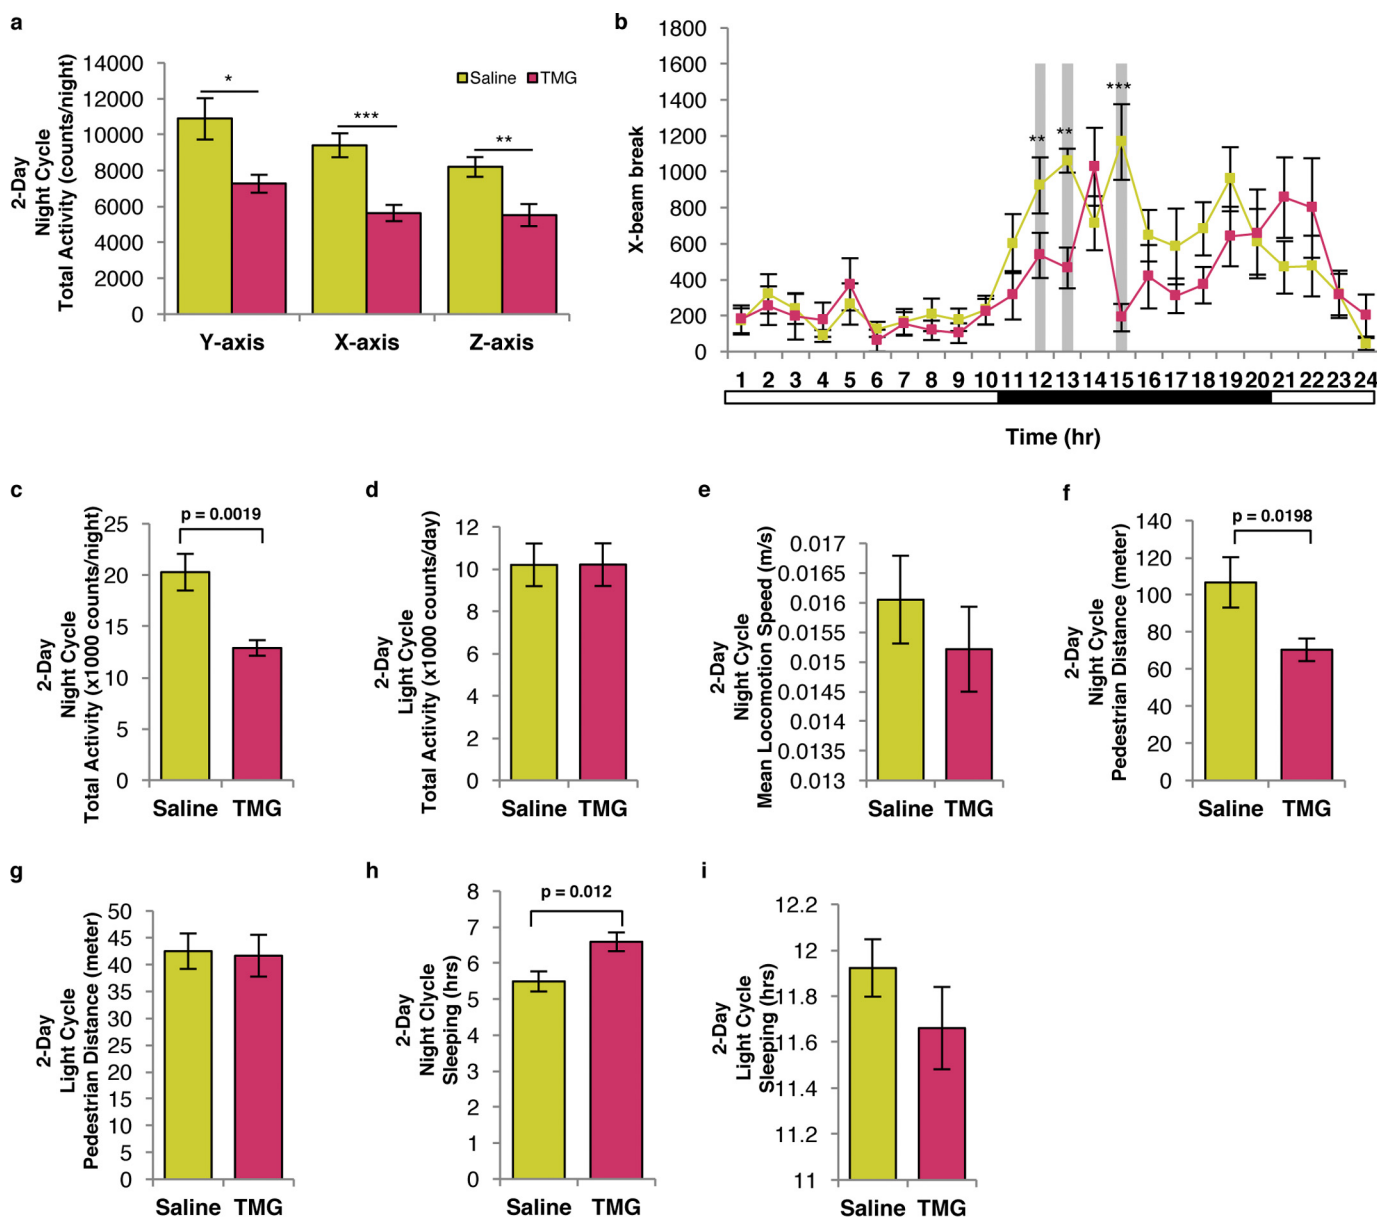 a
2-Day
Night Cycle
Total Activity (counts/night)
14000
12000
10000
8000
6000
4000
2000
0
Saline TMG
*
***
**
Y-axis X-axis Z-axis
b
X-beam break
1800
1600
1400
1200
1000
800
600
400
200
0
**
**
***
1 2 3 4 5 6 7 8 9 10 11 12 13 14 15 16 17 18 19 20 21 22 23 24
Time (hr)
c
2-Day
Night Cycle
Total Activity (x1000 counts/night)
25
20
15
10
5
0
p = 0.0019
Saline TMG
d
2-Day
Light Cycle
Total Activity (x1000 counts/day)
12
10
8
6
4
2
0
Saline TMG
e
2-Day
Night Cycle
Mean Locomotion Speed (m/s)
0.017
0.0165
0.016
0.0155
0.015
0.0145
0.014
0.0135
0.013
Saline TMG
f
2-Day
Night Cycle
Pedestrian Distance (meter)
140
120
100
80
60
40
20
0
p = 0.0198
Saline TMG
g
2-Day
Light Cycle
Pedestrian Distance (meter)
50
45
40
35
30
25
20
15
10
5
0
Saline TMG
h
2-Day
Night Clycle
Sleeping (hrs)
8
7
6
5
4
3
2
1
0
p = 0.012
Saline TMG
i
2-Day
Light Cycle
Sleeping (hrs)
12.2
12
11.8
11.6
11.4
11.2
11
Saline TMG